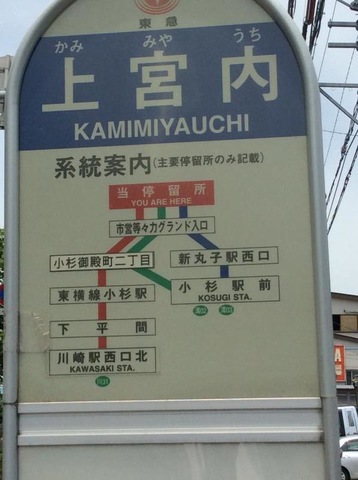 東急
かみ みや うち
上宮内
KAMIMIYAUCHI
系統案内(主要停留所のみ記載)
当停留所
YOU ARE HERE
市営等々力グランド入口
小杉御殿町二丁目
新丸子駅西口
東横線小杉駅
小杉駅前
KOSUGI STA.
下平間
川崎駅西口北
KAWASAKI STA.